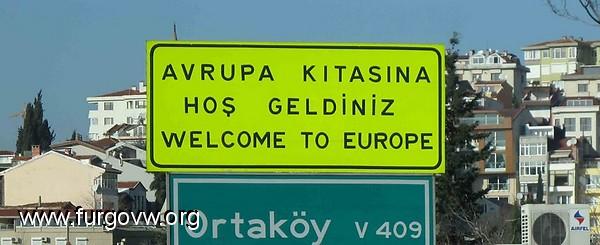 AVRUPA KITASINA
HOŞ GELDİNİZ
WELCOME TO EUROPE
Ortaköy V 409
www.furgovw.org
AIRFEL